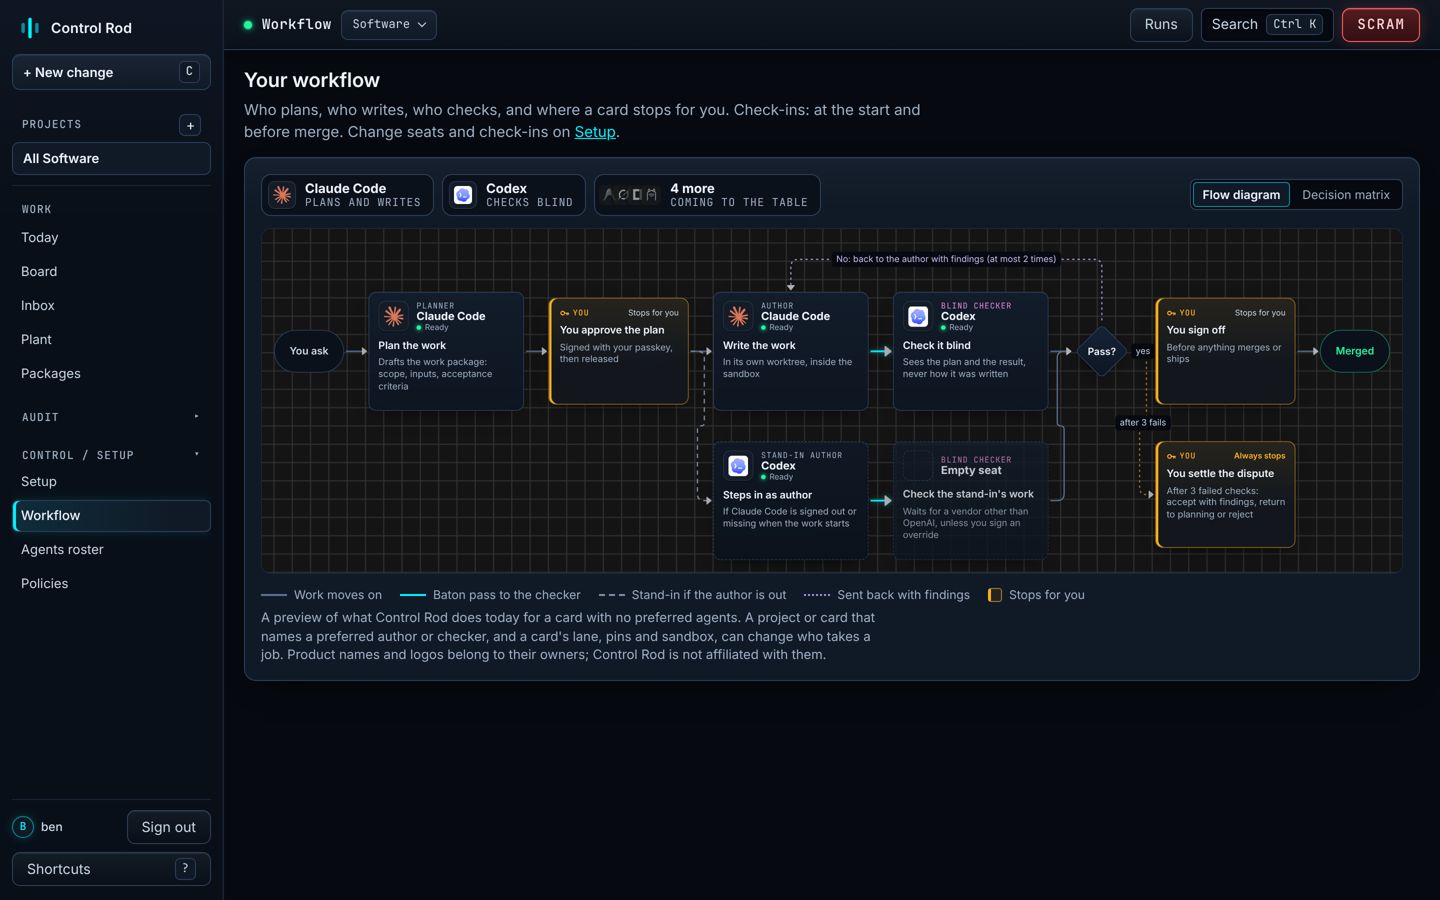 Control Rod
+ New change
C
PROJECTS
+
All Software
WORK
Today
Board
Inbox
Plant
Packages
AUDIT
CONTROL / SETUP
Setup
Workflow
Agents roster
Policies
B
ben
Sign out
Shortcuts
?
Workflow
Software
Runs
Search
Ctrl K
SCRAM
Your workflow
Who plans, who writes, who checks, and where a card stops for you. Check-ins: at the start and
before merge. Change seats and check-ins on Setup.
Claude Code
PLANS AND WRITES
Codex
CHECKS BLIND
4 more
COMING TO THE TABLE
Flow diagram
Decision matrix
No: back to the author with findings (at most 2 times)
You ask
PLANNER
Claude Code
Ready
Plan the work
Drafts the work package:
scope, inputs, acceptance
criteria
YOU
Stops for you
You approve the plan
Signed with your passkey,
then released
AUTHOR
Claude Code
Ready
Write the work
In its own worktree, inside the
sandbox
BLIND CHECKER
Codex
Ready
Check it blind
Sees the plan and the result,
never how it was written
Pass?
yes
YOU
Stops for you
You sign off
Before anything merges or
ships
Merged
after 3 fails
STAND-IN AUTHOR
Codex
Ready
Steps in as author
If Claude Code is signed out or
missing when the work starts
BLIND CHECKER
Empty seat
Check the stand-in's work
Waits for a vendor other than
OpenAI, unless you sign an
override
YOU
Always stops
You settle the dispute
After 3 failed checks:
accept with findings, return
to planning or reject
Work moves on
Baton pass to the checker
Stand-in if the author is out
Sent back with findings
Stops for you
A preview of what Control Rod does today for a card with no preferred agents. A project or card that
names a preferred author or checker, and a card's lane, pins and sandbox, can change who takes a
job. Product names and logos belong to their owners; Control Rod is not affiliated with them.